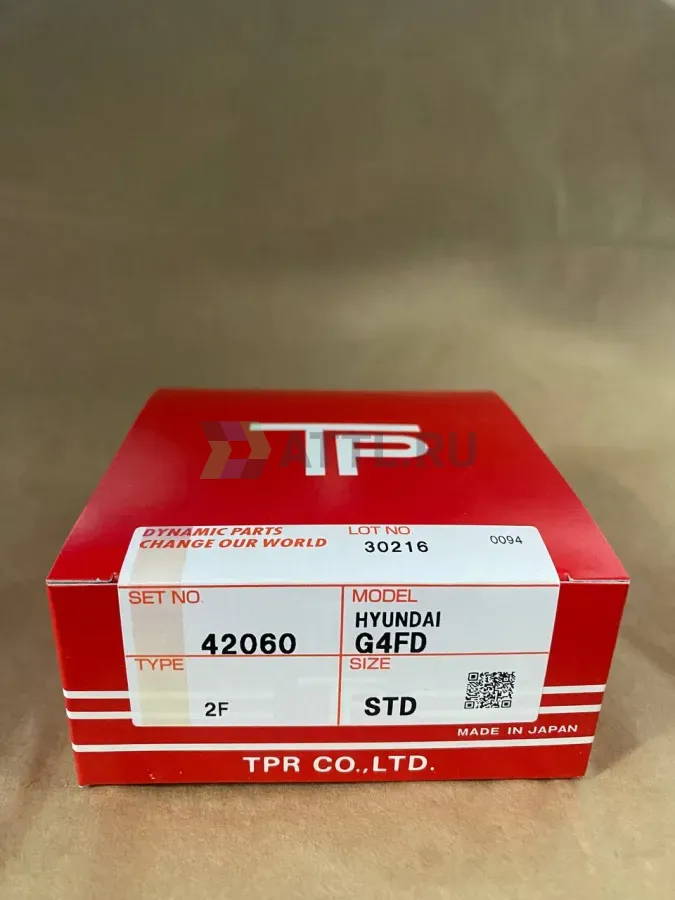 TP
ATTL.RU
DYNAMIC PARTS
CHANGE OUR WORLD
LOT NO.
30216
0094
SET NO.
42060
MODEL
HYUNDAI
G4FD
TYPE
2F
SIZE
STD
MADE IN JAPAN
TPR CO.,LTD.